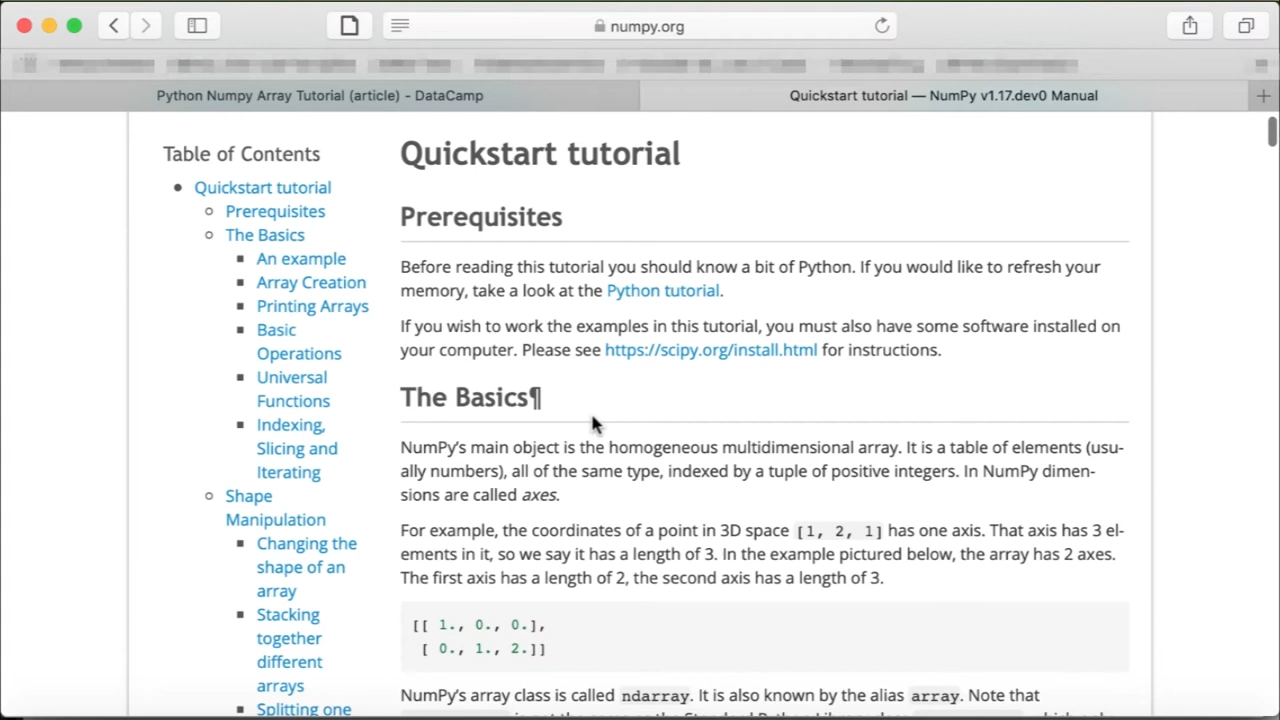 numpy.org
Python Numpy Array Tutorial (article) - DataCamp
Quickstart tutorial — NumPy v1.17.dev0 Manual
Table of Contents
Quickstart tutorial
Prerequisites
The Basics
An example
Array Creation
Printing Arrays
Basic
Operations
Universal
Functions
Indexing,
Slicing and
Iterating
Shape
Manipulation
Changing the
shape of an
array
Stacking
together
different
arrays
Splitting one
Quickstart tutorial
Prerequisites
Before reading this tutorial you should know a bit of Python. If you would like to refresh your
memory, take a look at the Python tutorial.
If you wish to work the examples in this tutorial, you must also have some software installed on
your computer. Please see https://scipy.org/install.html for instructions.
The Basics¶
NumPy’s main object is the homogeneous multidimensional array. It is a table of elements (usu-
ally numbers), all of the same type, indexed by a tuple of positive integers. In NumPy dimen-
sions are called axes.
For example, the coordinates of a point in 3D space [1, 2, 1] has one axis. That axis has 3 el-
ements in it, so we say it has a length of 3. In the example pictured below, the array has 2 axes.
The first axis has a length of 2, the second axis has a length of 3.
[[ 1., 0., 0.],
[ 0., 1., 2.]]
NumPy’s array class is called ndarray. It is also known by the alias array. Note that